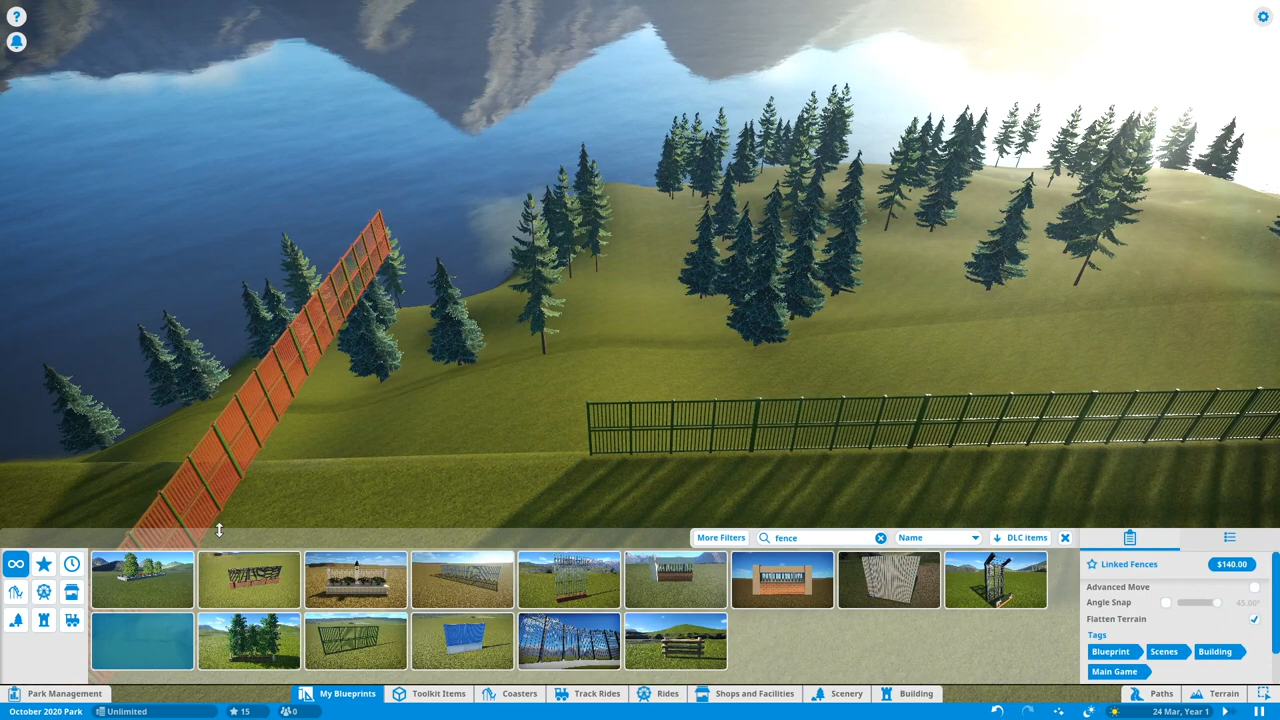 ?
More Filters
fence
Name
DLC items
Linked Fences
$140.00
Advanced Move
Angle Snap
45.00°
Flatten Terrain
Tags
Blueprint
Scenes
Building
Main Game
Park Management
My Blueprints
Toolkit Items
Coasters
Track Rides
Rides
Shops and Facilities
Scenery
Building
Paths
Terrain
October 2020 Park
Unlimited
15
0
24 Mar, Year 1